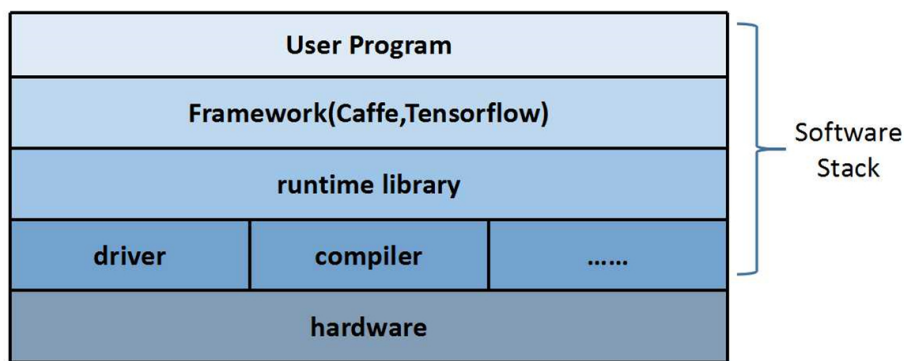 User Program
Framework(Caffe,Tensorflow)
Software
Stack
runtime library
driver compiler ......
hardware